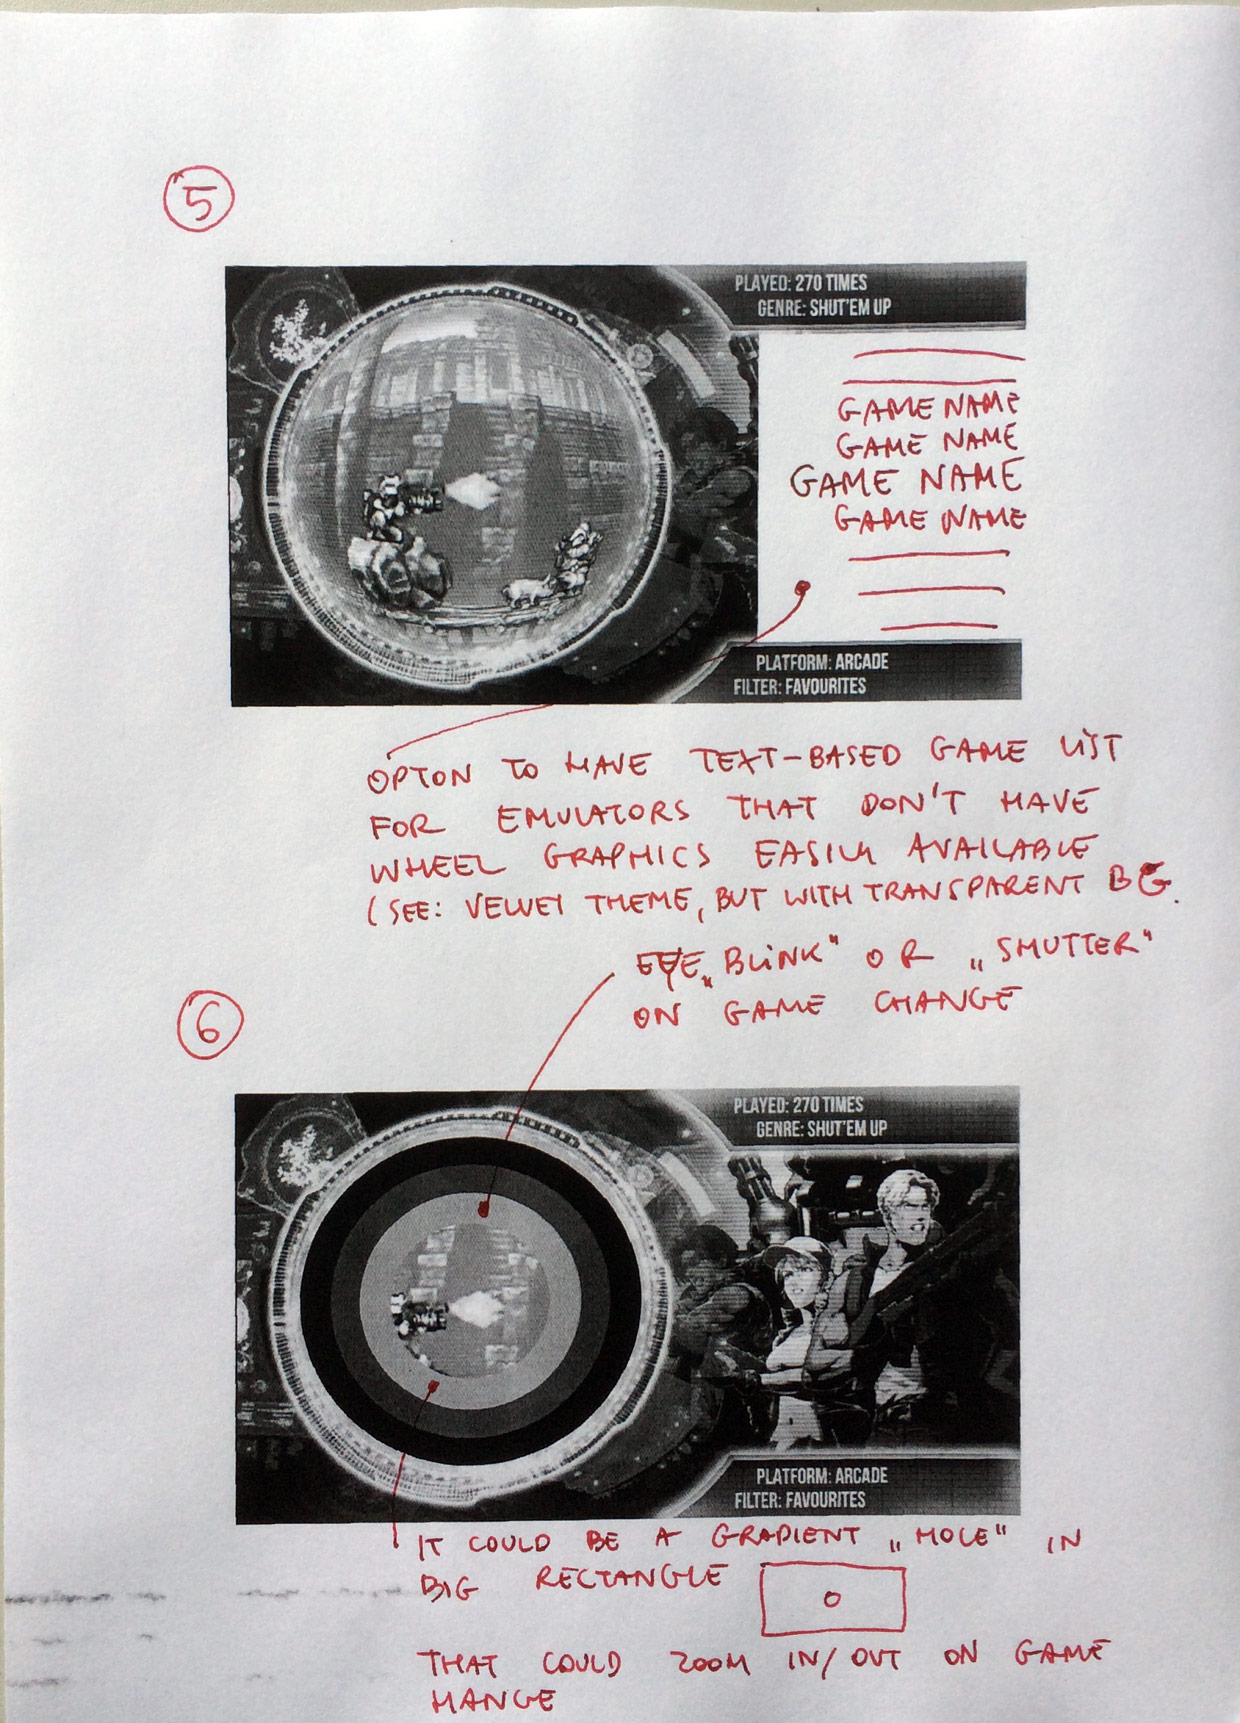 5
PLAYED: 270 TIMES
GENRE: SHUT'EM UP
GAME NAME
GAME NAME
GAME NAME
GAME NAME
PLATFORM: ARCADE
FILTER: FAVOURITES
OPTON TO HAVE TEXT-BASED GAME LIST
FOR EMULATORS THAT DON'T HAVE
WHEEL GRAPHICS EASILY AVAILABLE
(SEE: VELVET THEME, BUT WITH TRANSPARENT BG.
EYE „BLINK" OR „SHUTTER"
ON GAME CHANGE
6
PLAYED: 270 TIMES
GENRE: SHUT'EM UP
PLATFORM: ARCADE
FILTER: FAVOURITES
IT COULD BE A GRADIENT „HOLE" IN
BIG RECTANGLE
THAT COULD ZOOM IN/OUT ON GAME
HANGE